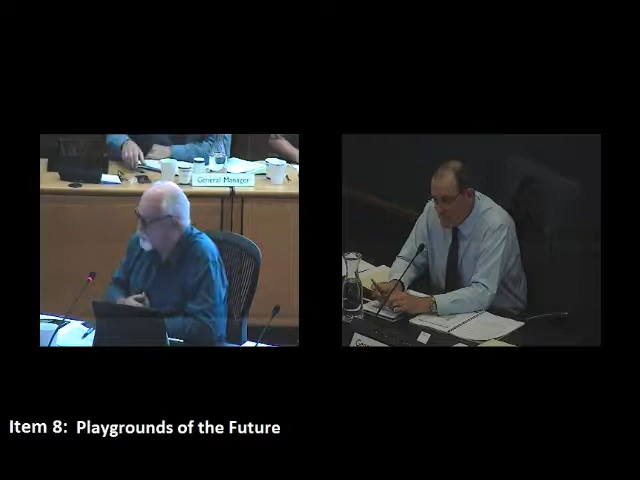 General Manager
Item 8: Playgrounds of the Future